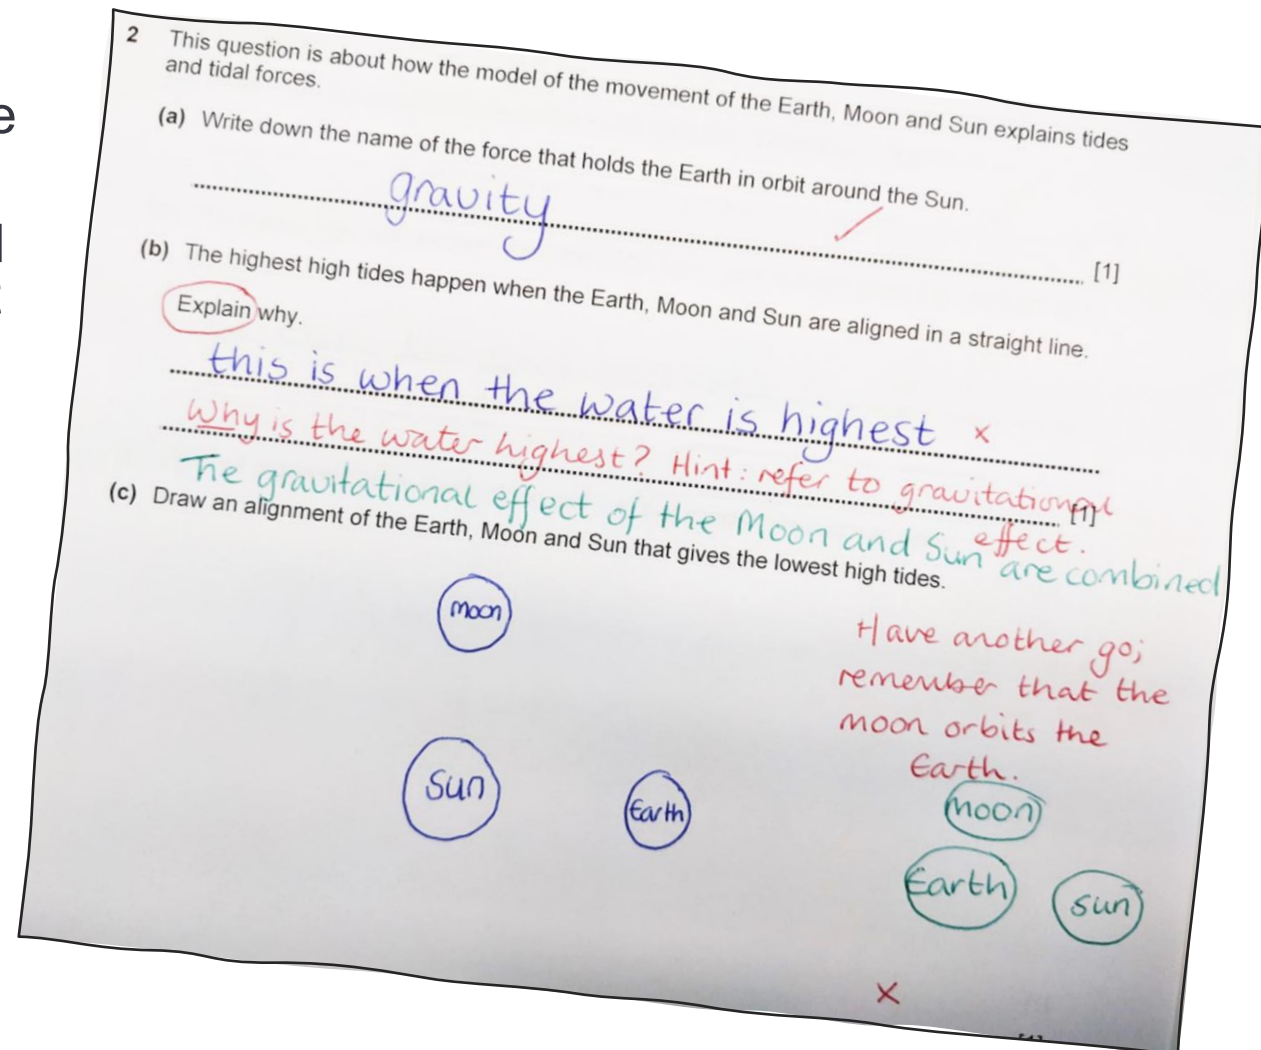 e
2 This question is about how the model of the movement of the Earth, Moon and Sun explains tides
and tidal forces.
(a) Write down the name of the force that holds the Earth in orbit around the Sun.
gravity
[1]
(b) The highest high tides happen when the Earth, Moon and Sun are aligned in a straight line.
Explain why.
this is when the water is highest x
Why is the water highest? Hint: refer to gravitational
effect.
[1]
The gravitational effect of the Moon and Sun are combined
(c) Draw an alignment of the Earth, Moon and Sun that gives the lowest high tides.
moon
Sun
Earth
Have another go;
remember that the
moon orbits the
Earth.
moon
Earth
sun
x